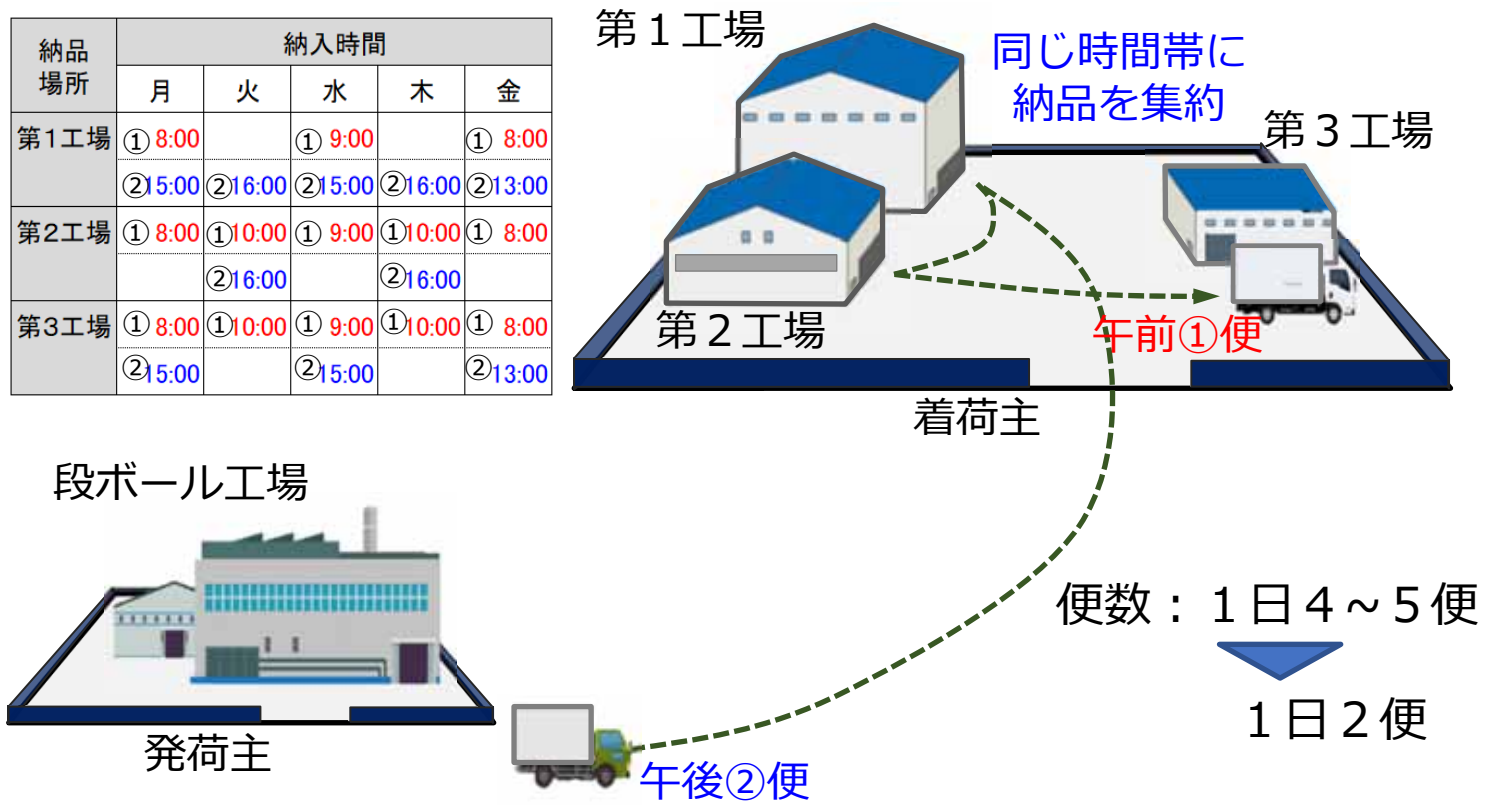 納品
場所
納入時間
月 火 水 木 金
第1工場 ① 8:00 ① 9:00 ① 8:00
②15:00 ②16:00 ②15:00 ②16:00 ②13:00
第2工場 ① 8:00 ①10:00 ① 9:00 ①10:00 ① 8:00
②16:00 ②16:00
第3工場 ① 8:00 ①10:00 ① 9:00 ①10:00 ① 8:00
②15:00 ②15:00 ②13:00
第1工場
同じ時間帯に
納品を集約
第3工場
第2工場
午前①便
着荷主
段ボール工場
発荷主
午後②便
便数：1日4~5便
1日2便